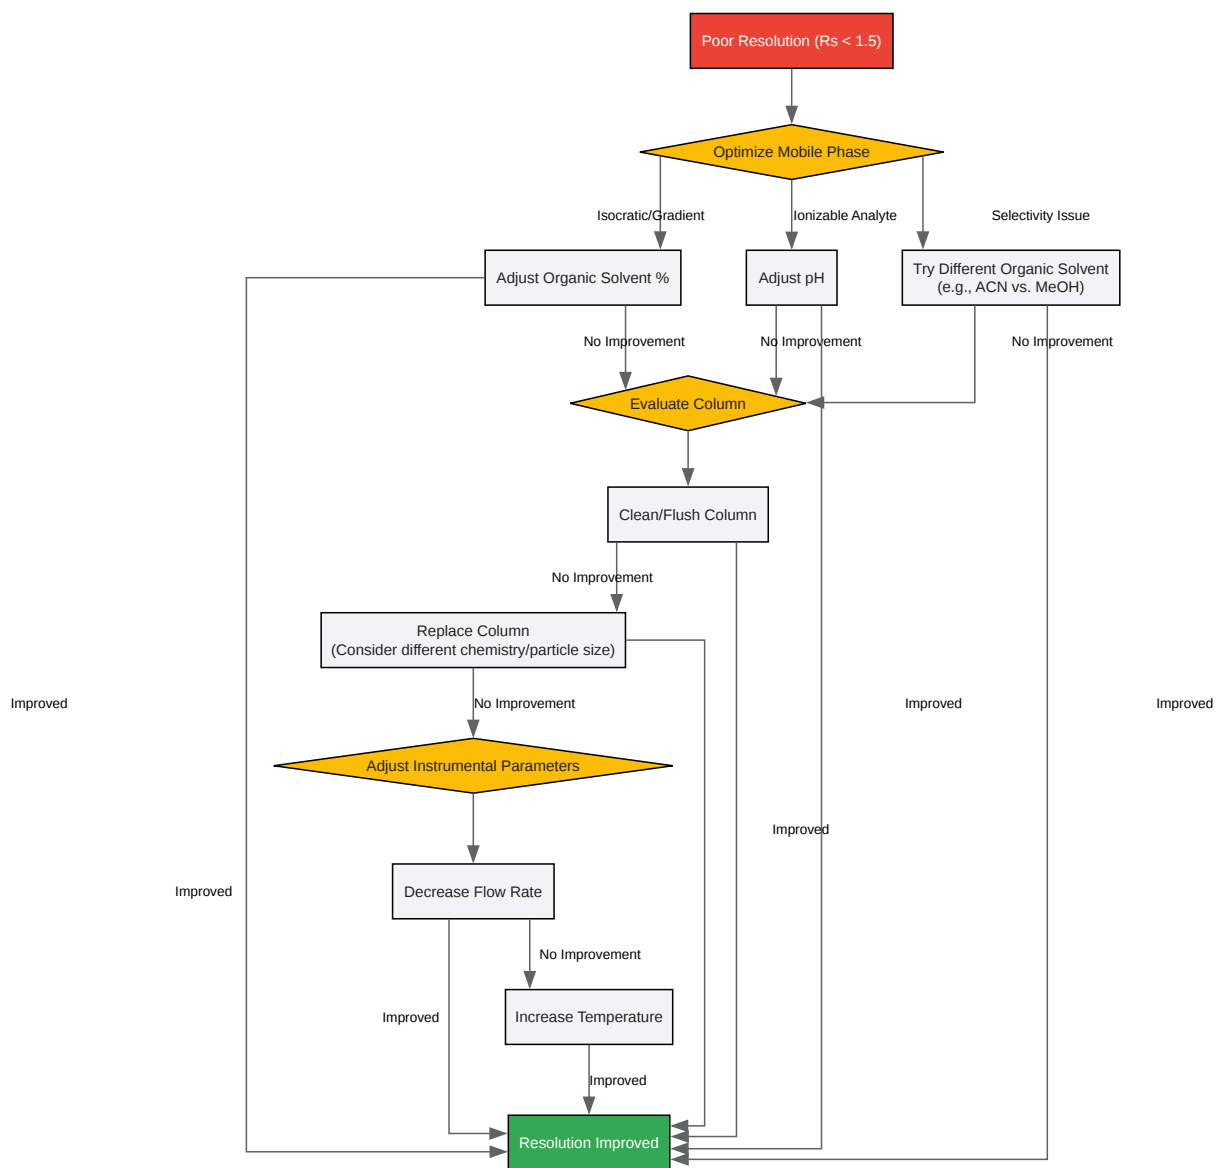 Poor Resolution (Rs < 1.5)
Optimize Mobile Phase
Isocratic/Gradient
Ionizable Analyte
Selectivity Issue
Adjust Organic Solvent %
Adjust pH
Try Different Organic Solvent
(e.g., ACN vs. MeOH)
No Improvement
No Improvement
No Improvement
Evaluate Column
Clean/Flush Column
No Improvement
Replace Column
(Consider different chemistry/particle size)
Improved
No Improvement
Improved
Improved
Adjust Instrumental Parameters
Improved
Decrease Flow Rate
Improved
No Improvement
Improved
Increase Temperature
Improved
Resolution Improved